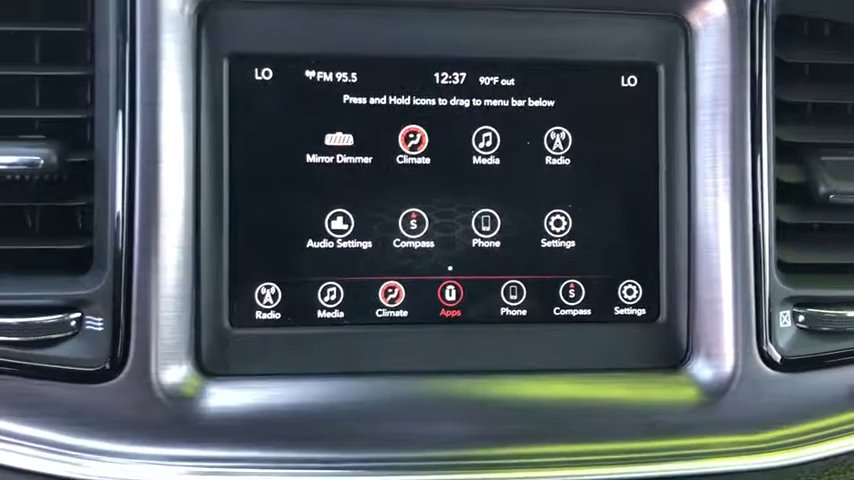 LO FM 95.5 12:37 90°F out LO
Press and Hold icons to drag to menu bar below
Mirror Dimmer Climate Media Radio
S
Audio Settings Compass Phone Settings
S
Radio Media Climate Apps Phone Compass Settings